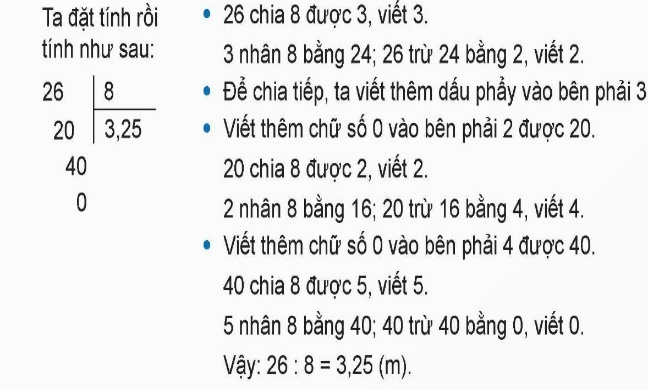 Ta đặt tính rồi
tính như sau:
26 8
20 3,25
40
0
• 26 chia 8 được 3, viết 3.
3 nhân 8 bằng 24; 26 trừ 24 bằng 2, viết 2.
• Để chia tiếp, ta viết thêm dấu phẩy vào bên phải 3
• Viết thêm chữ số 0 vào bên phải 2 được 20.
20 chia 8 được 2, viết 2.
2 nhân 8 bằng 16; 20 trừ 16 bằng 4, viết 4.
• Viết thêm chữ số 0 vào bên phải 4 được 40.
40 chia 8 được 5, viết 5.
5 nhân 8 bằng 40; 40 trừ 40 bằng 0, viết 0.
Vậy: 26 : 8 = 3,25 (m).